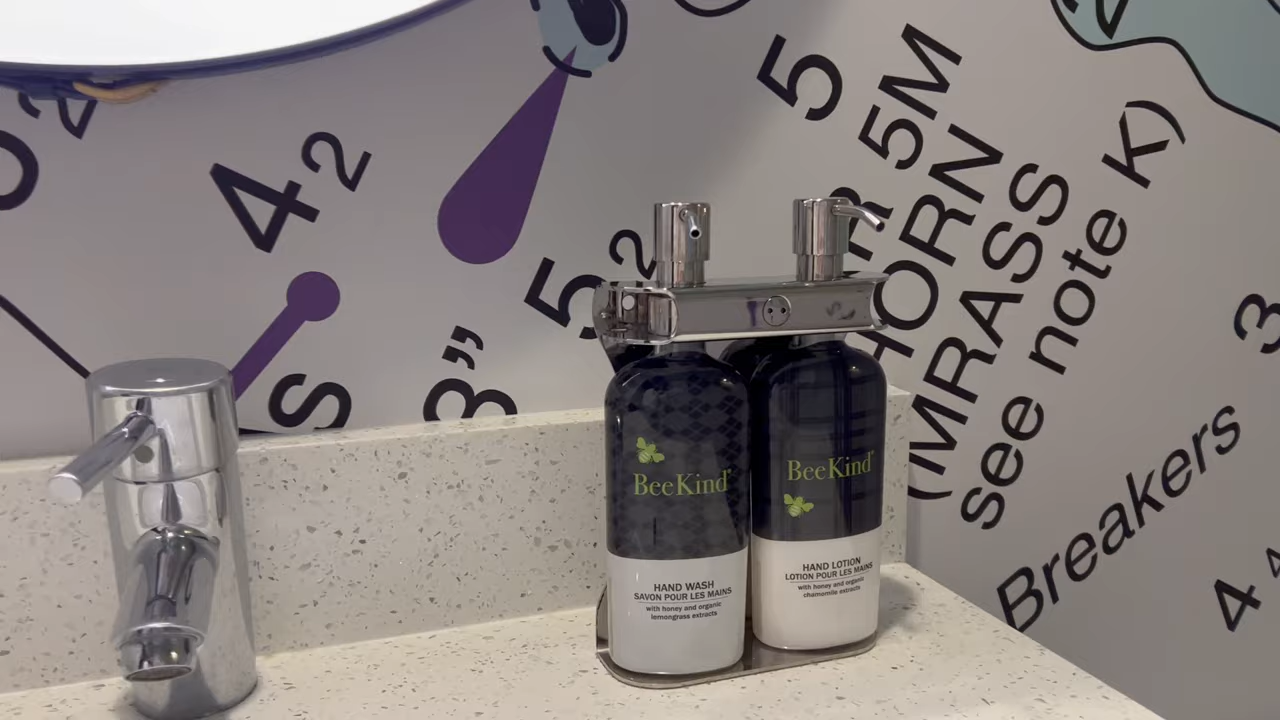 4₂
5₂
3”
S
5
R 5M
HORN
(MRASS
see note K)
Breakers
3
4
BeeKind®
HAND WASH
SAVON POUR LES MAINS
with honey and organic
lemongrass extracts
BeeKind®
HAND LOTION
LOTION POUR LES MAINS
with honey and organic
chamomile extracts